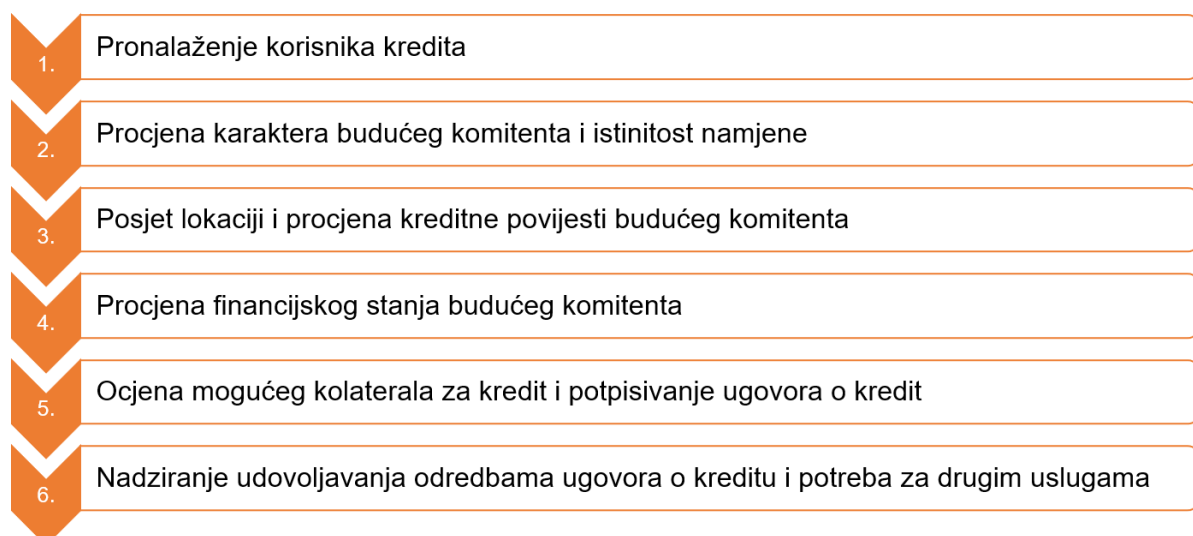 1. Pronalaženje korisnika kredita
2. Procjena karaktera budućeg komitenta i istinitost namjene
3. Posjet lokaciji i procjena kreditne povijesti budućeg komitenta
4. Procjena financijskog stanja budućeg komitenta
5. Ocjena mogućeg kolaterala za kredit i potpisivanje ugovora o kredit
6. Nadziranje udovoljavanja odredbama ugovora o kreditu i potreba za drugim uslugama